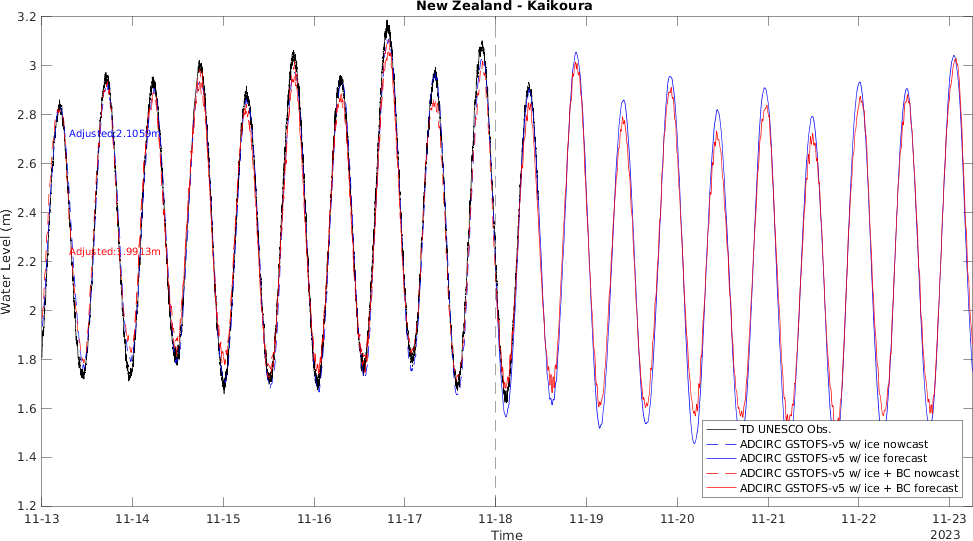 New Zealand - Kaikoura
Water Level (m)
3.2
3
2.8
2.6
2.4
2.2
2
1.8
1.6
1.4
1.2
Adjusted:2.1059m
Adjusted:1.9913m
TD UNESCO Obs.
ADCIRC GSTOFS-v5 w/ ice nowcast
ADCIRC GSTOFS-v5 w/ ice forecast
ADCIRC GSTOFS-v5 w/ ice + BC nowcast
ADCIRC GSTOFS-v5 w/ ice + BC forecast
11-13 11-14 11-15 11-16 11-17 11-18 11-19 11-20 11-21 11-22 11-23
Time
2023